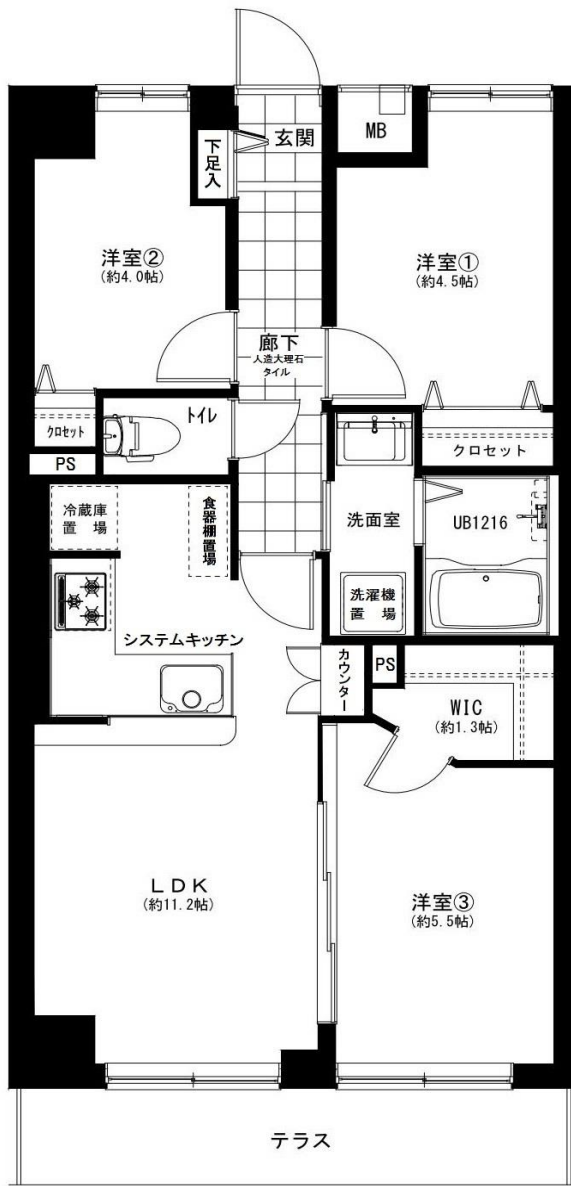 玄関
MB
下足入
洋室②
(約4.0帖)
洋室①
(約4.5帖)
廊下
人造大理石
タイル
トイレ
クロゼット
クロゼット
PS
冷蔵庫
置場
食器棚置場
洗面室
UB1216
洗濯機
置場
システムキッチン
カウンター
PS
WIC
(約1.3帖)
LDK
(約11.2帖)
洋室③
(約5.5帖)
テラス